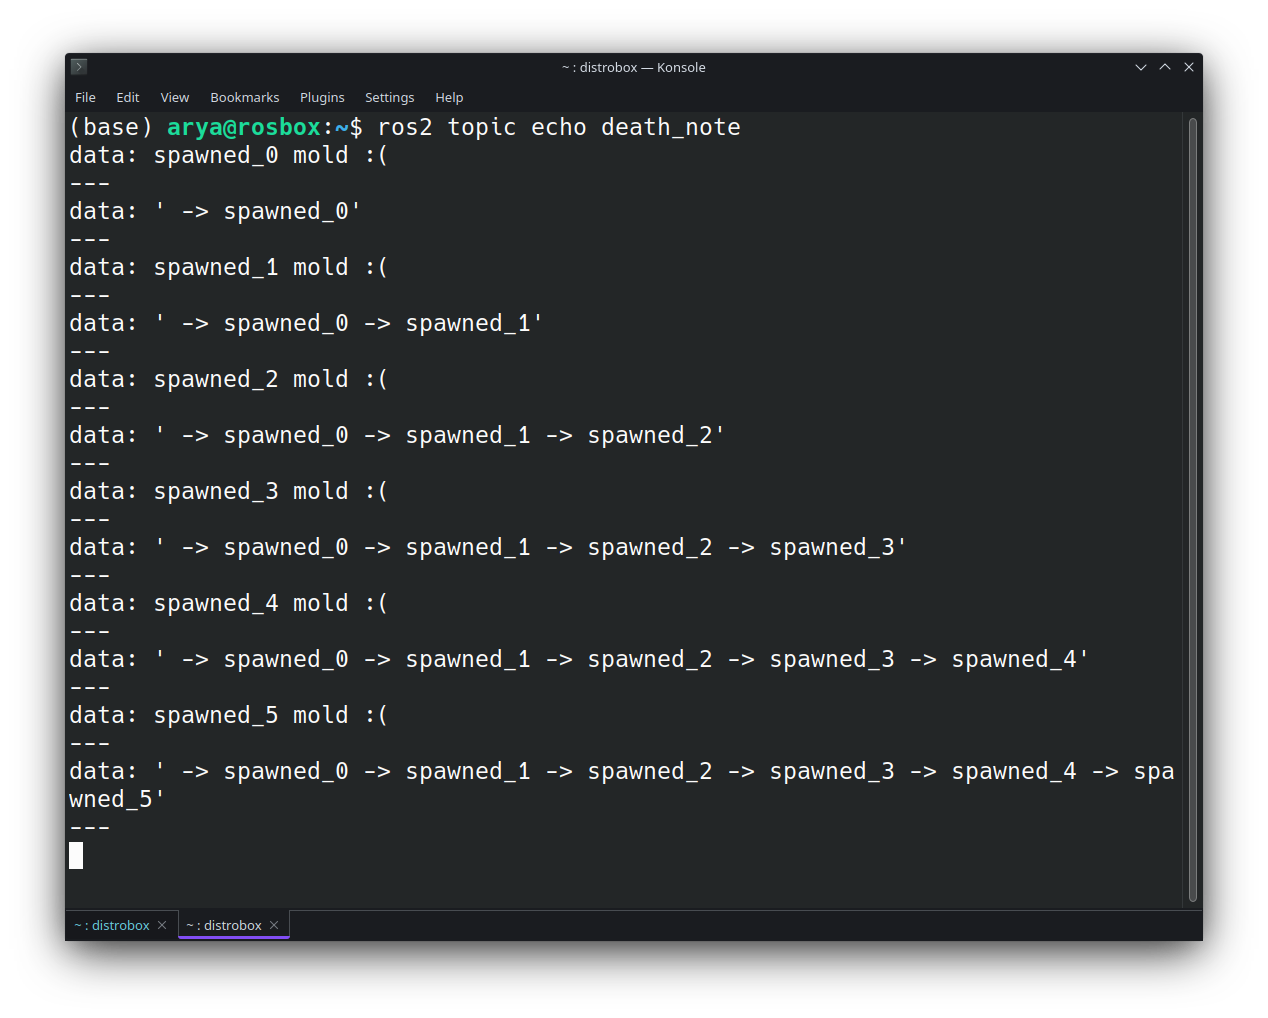 ~ : distrobox — Konsole
File Edit View Bookmarks Plugins Settings Help
(base) arya@rosbox:~$ ros2 topic echo death_note
data: spawned_0 mold :(
---
data: ' -> spawned_0'
---
data: spawned_1 mold :(
---
data: ' -> spawned_0 -> spawned_1'
---
data: spawned_2 mold :(
---
data: ' -> spawned_0 -> spawned_1 -> spawned_2'
---
data: spawned_3 mold :(
---
data: ' -> spawned_0 -> spawned_1 -> spawned_2 -> spawned_3'
---
data: spawned_4 mold :(
---
data: ' -> spawned_0 -> spawned_1 -> spawned_2 -> spawned_3 -> spawned_4'
---
data: spawned_5 mold :(
---
data: ' -> spawned_0 -> spawned_1 -> spawned_2 -> spawned_3 -> spawned_4 -> spa
wned_5'
---
~ : distrobox ~ : distrobox